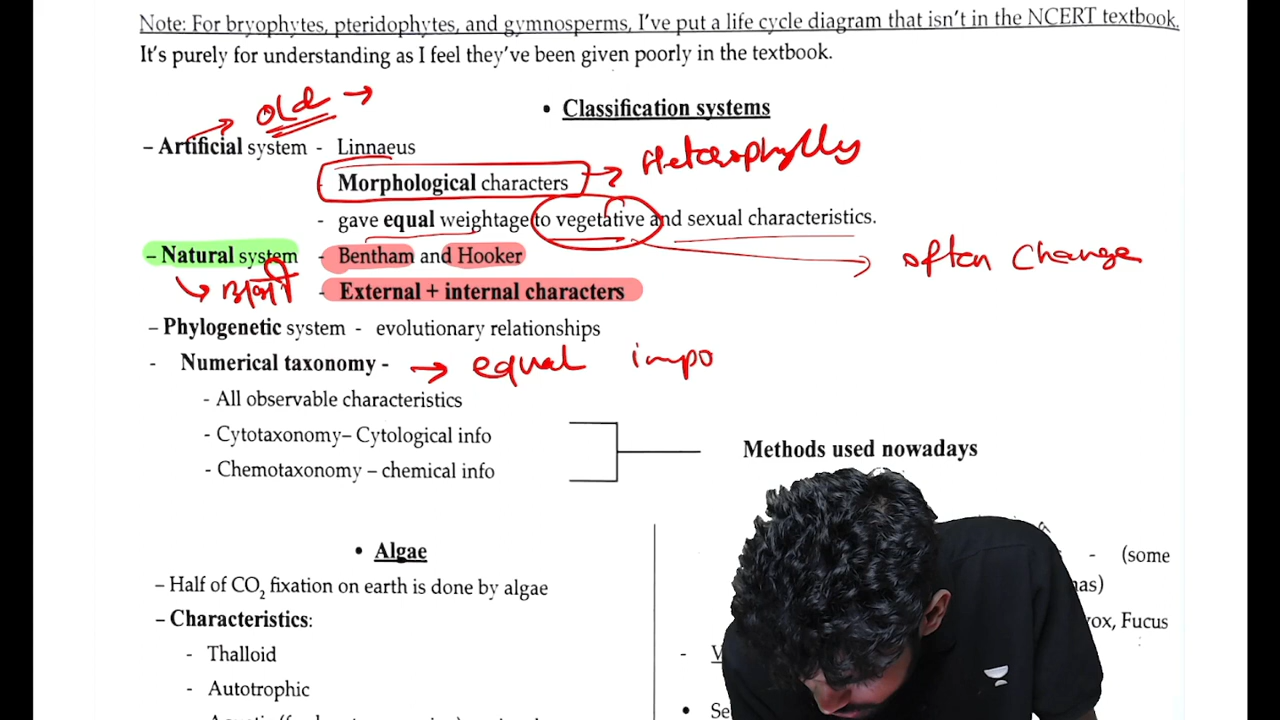 Note: For bryophytes, pteridophytes, and gymnosperms, I've put a life cycle diagram that isn't in the NCERT textbook.
It's purely for understanding as I feel they've been given poorly in the textbook.
old →
• Classification systems
– Artificial system - Linnaeus
Heterophylly
- Morphological characters
- gave equal weightage to vegetative and sexual characteristics.
– Natural system - Bentham and Hooker
often change
- External + internal characters
– Phylogenetic system - evolutionary relationships
- Numerical taxonomy - → equal impo
- All observable characteristics
- Cytotaxonomy– Cytological info
Methods used nowadays
- Chemotaxonomy – chemical info
• Algae
- (some
– Half of CO2 fixation on earth is done by algae
as)
– Characteristics:
ox, Fucus
- Thalloid
- Autotrophic
• Se